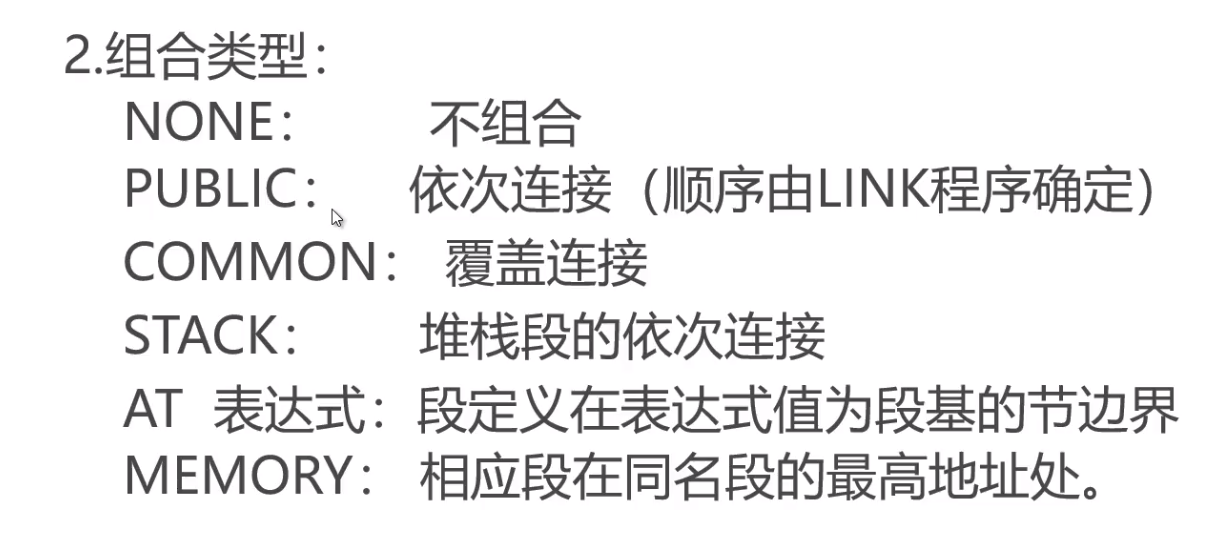 2.组合类型：
NONE： 不组合
PUBLIC： 依次连接（顺序由LINK程序确定）
COMMON： 覆盖连接
STACK： 堆栈段的依次连接
AT 表达式：段定义在表达式值为段基的节边界
MEMORY： 相应段在同名段的最高地址处。